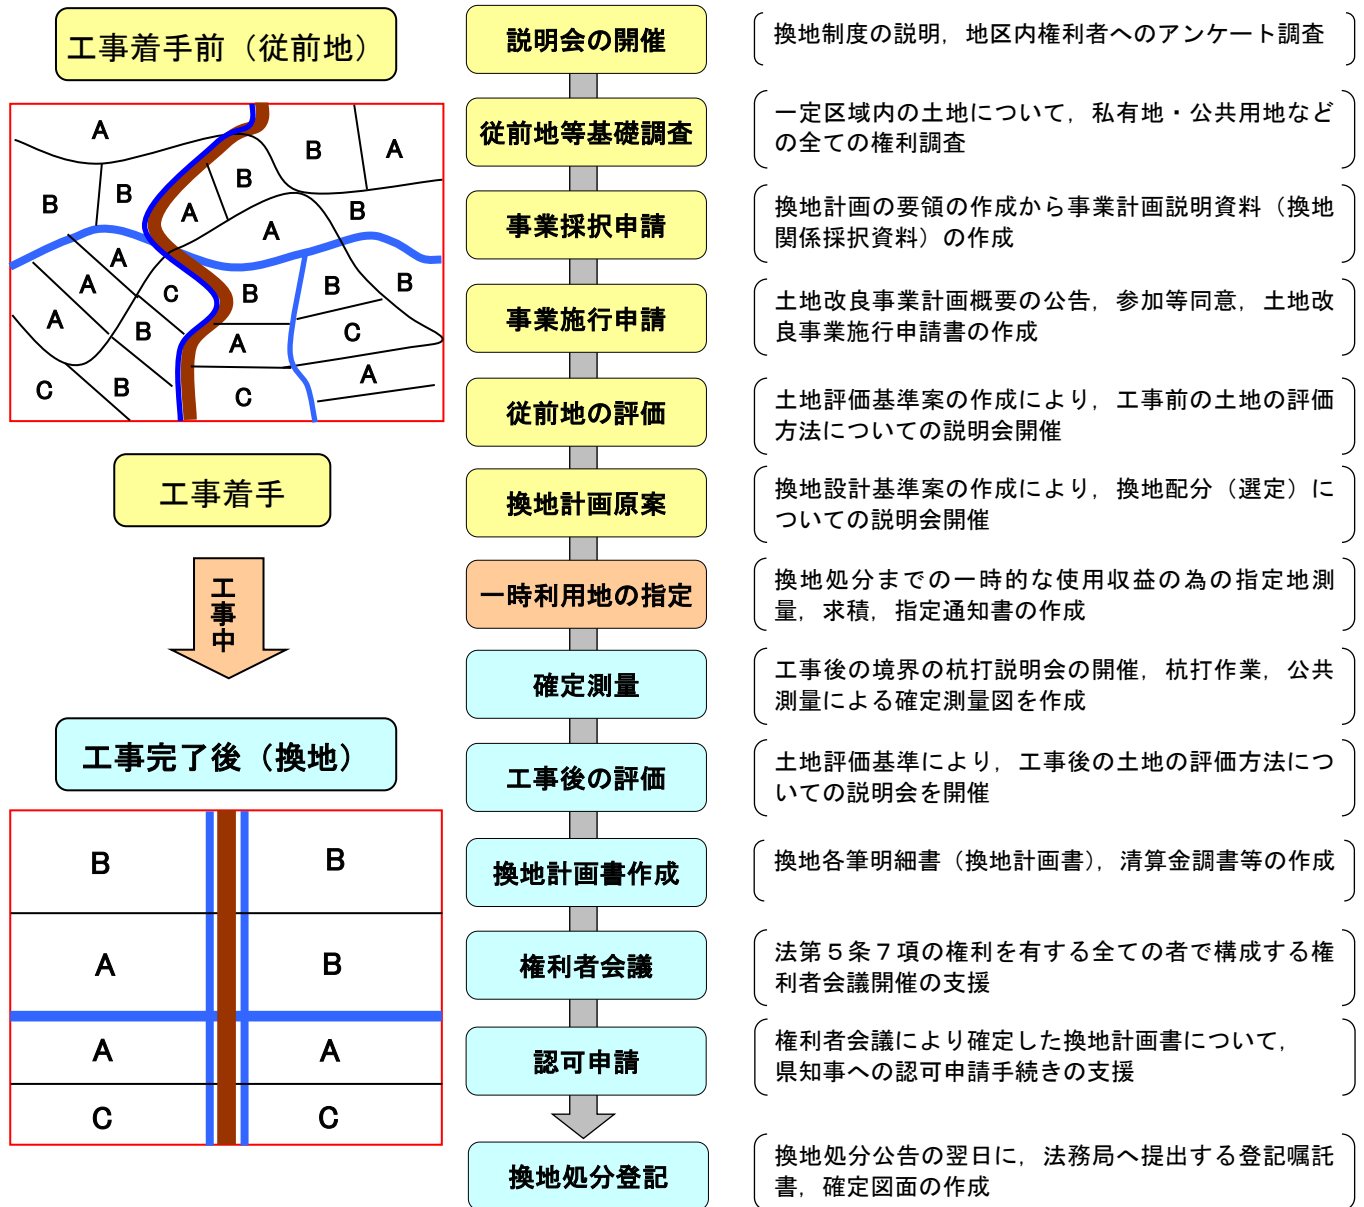 工事着手前（従前地）
A
B
A
B
B
B
B
A
A
A
A
C
B
B
B
A
B
A
C
C
B
C
A
工事着手
工事中
工事完了後（換地）
B
B
A
B
A
A
C
C
説明会の開催
換地制度の説明，地区内権利者へのアンケート調査
従前地等基礎調査
一定区域内の土地について，私有地・公共用地など
の全ての権利調査
事業採択申請
換地計画の要領の作成から事業計画説明資料（換地
関係採択資料）の作成
事業施行申請
土地改良事業計画概要の公告，参加等同意，土地改
良事業施行申請書の作成
従前地の評価
土地評価基準案の作成により，工事前の土地の評価
方法についての説明会開催
換地計画原案
換地設計基準案の作成により，換地配分（選定）に
ついての説明会開催
一時利用地の指定
換地処分までの一時的な使用収益の為の指定地測
量，求積，指定通知書の作成
確定測量
工事後の境界の杭打説明会の開催，杭打作業，公共
測量による確定測量図を作成
工事後の評価
土地評価基準により，工事後の土地の評価方法につ
いての説明会を開催
換地計画書作成
換地各筆明細書（換地計画書），清算金調書等の作成
権利者会議
法第５条７項の権利を有する全ての者で構成する権
利者会議開催の支援
認可申請
権利者会議により確定した換地計画書について，
県知事への認可申請手続きの支援
換地処分登記
換地処分公告の翌日に，法務局へ提出する登記嘱託
書，確定図面の作成